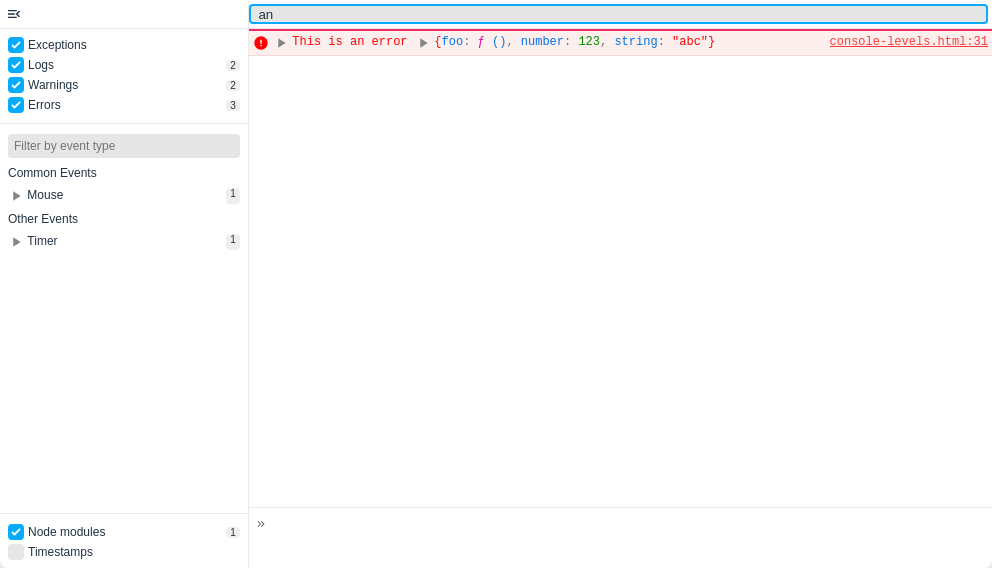 an
Exceptions
Logs 2
Warnings 2
Errors 3
Filter by event type
Common Events
Mouse 1
Other Events
Timer 1
Node modules 1
Timestamps
This is an error {foo: ƒ (), number: 123, string: "abc"} console-levels.html:31
»